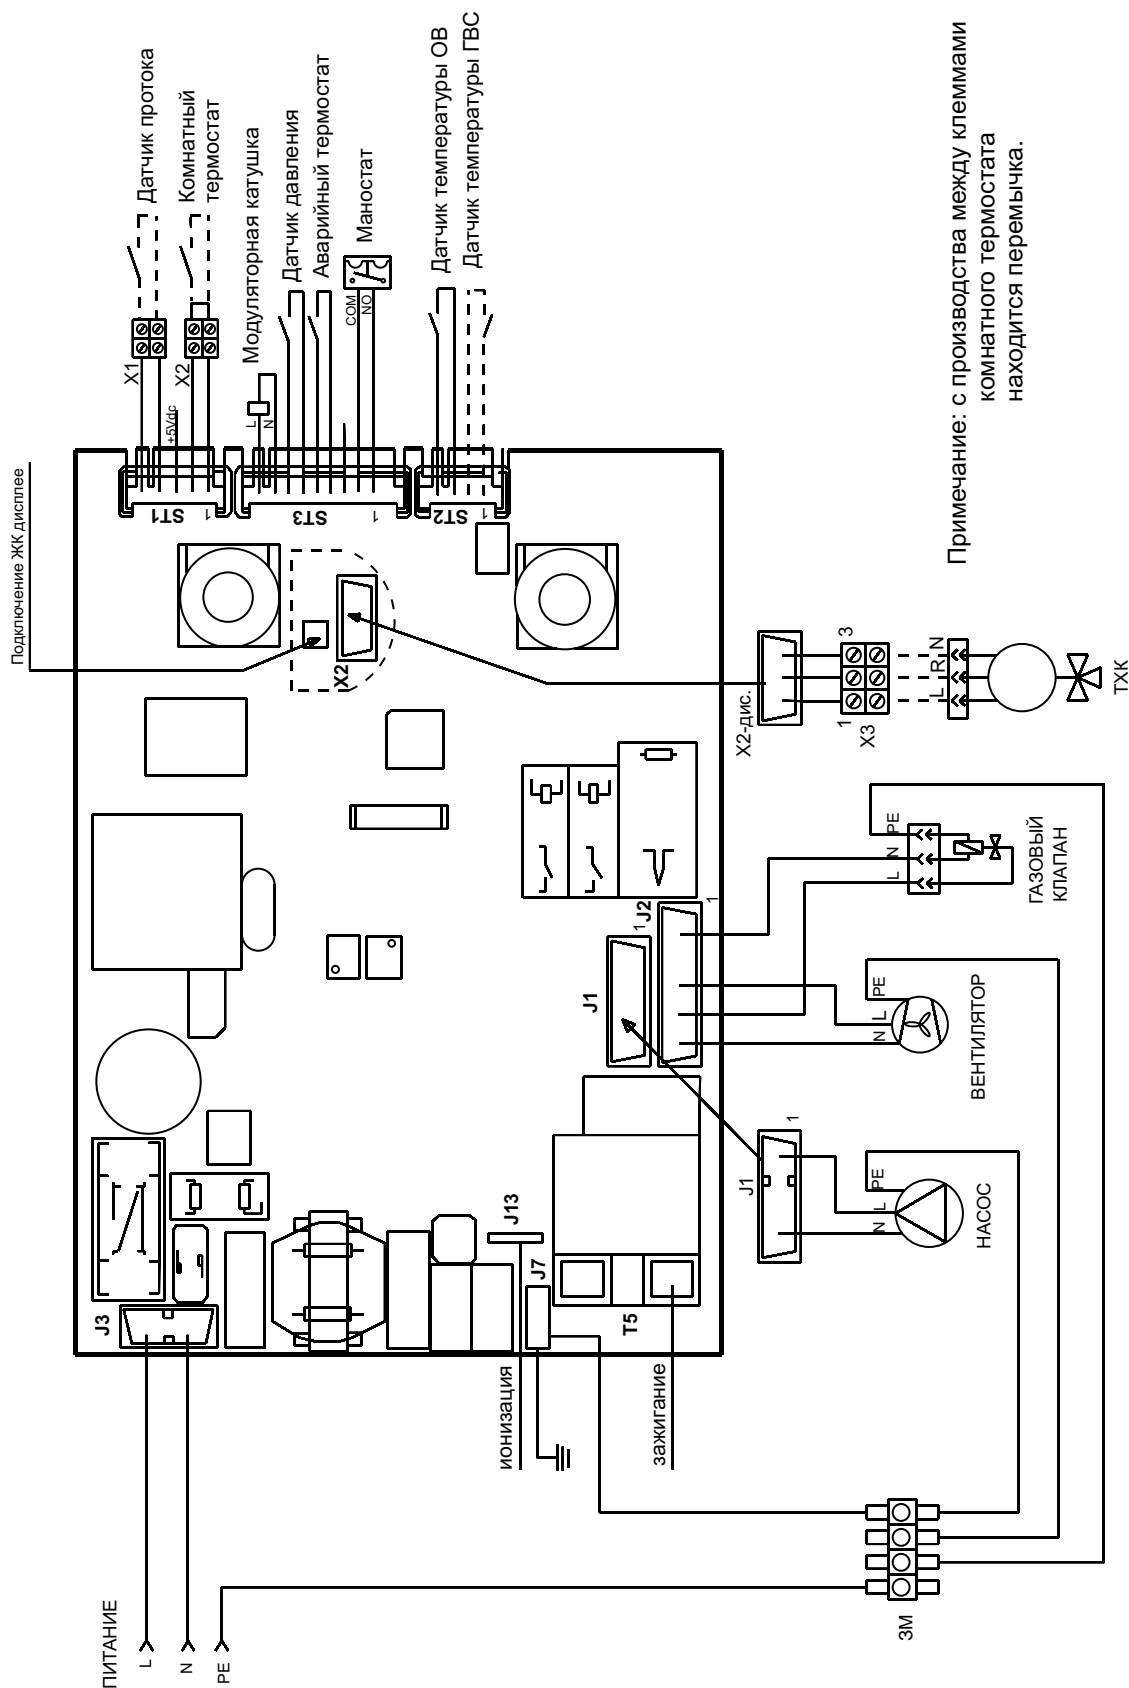 Подключение ЖК дисплее
Датчик протока
Комнатный
термостат
Модуляторная катушка
Датчик давления
Аварийный термостат
Маностат
Датчик температуры ОВ
Датчик температуры ГВС
X1
X2
+5Vdc
L
N
COM
NO
ST1
1
ST3
1
ST2
1
X2
Примечание: с производства между клеммами
комнатного термостата
находится перемычка.
X2-дис.
1
3
X3
L
R
N
ТХК
J2
1
J1
1
L
N
PE
ГАЗОВЫЙ
КЛАПАН
N
L
PE
ВЕНТИЛЯТОР
J1
1
N
L
PE
НАСОС
J3
J13
J7
T5
ионизация
зажигание
ПИТАНИЕ
L
N
PE
ЗМ